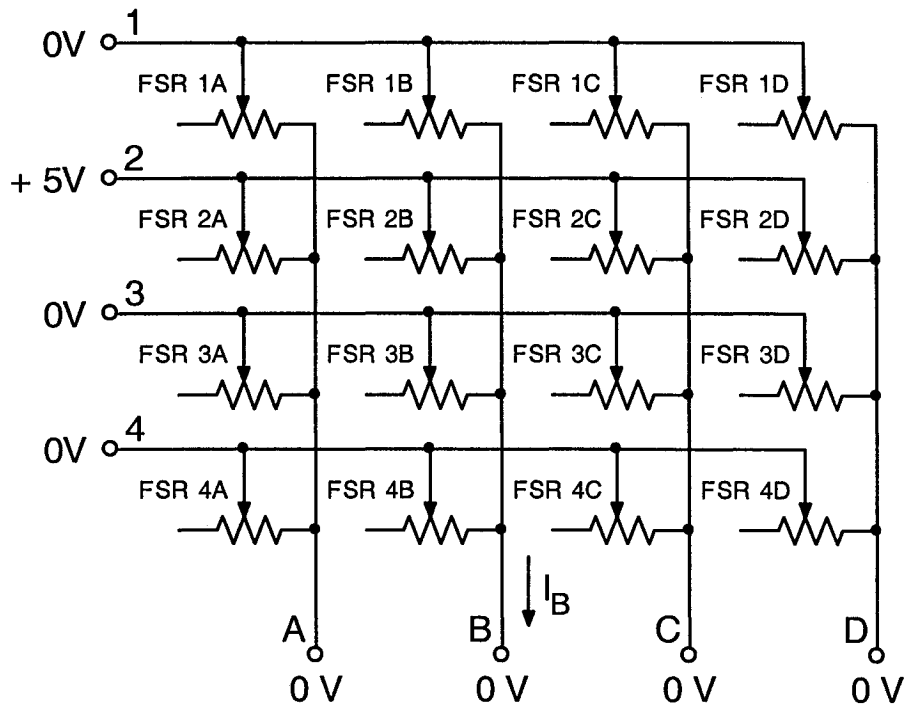 0V 1
FSR 1A FSR 1B FSR 1C FSR 1D
+ 5V 2
FSR 2A FSR 2B FSR 2C FSR 2D
0V 3
FSR 3A FSR 3B FSR 3C FSR 3D
0V 4
FSR 4A FSR 4B FSR 4C FSR 4D
I_B
A B C D
0 V 0 V 0 V 0 V